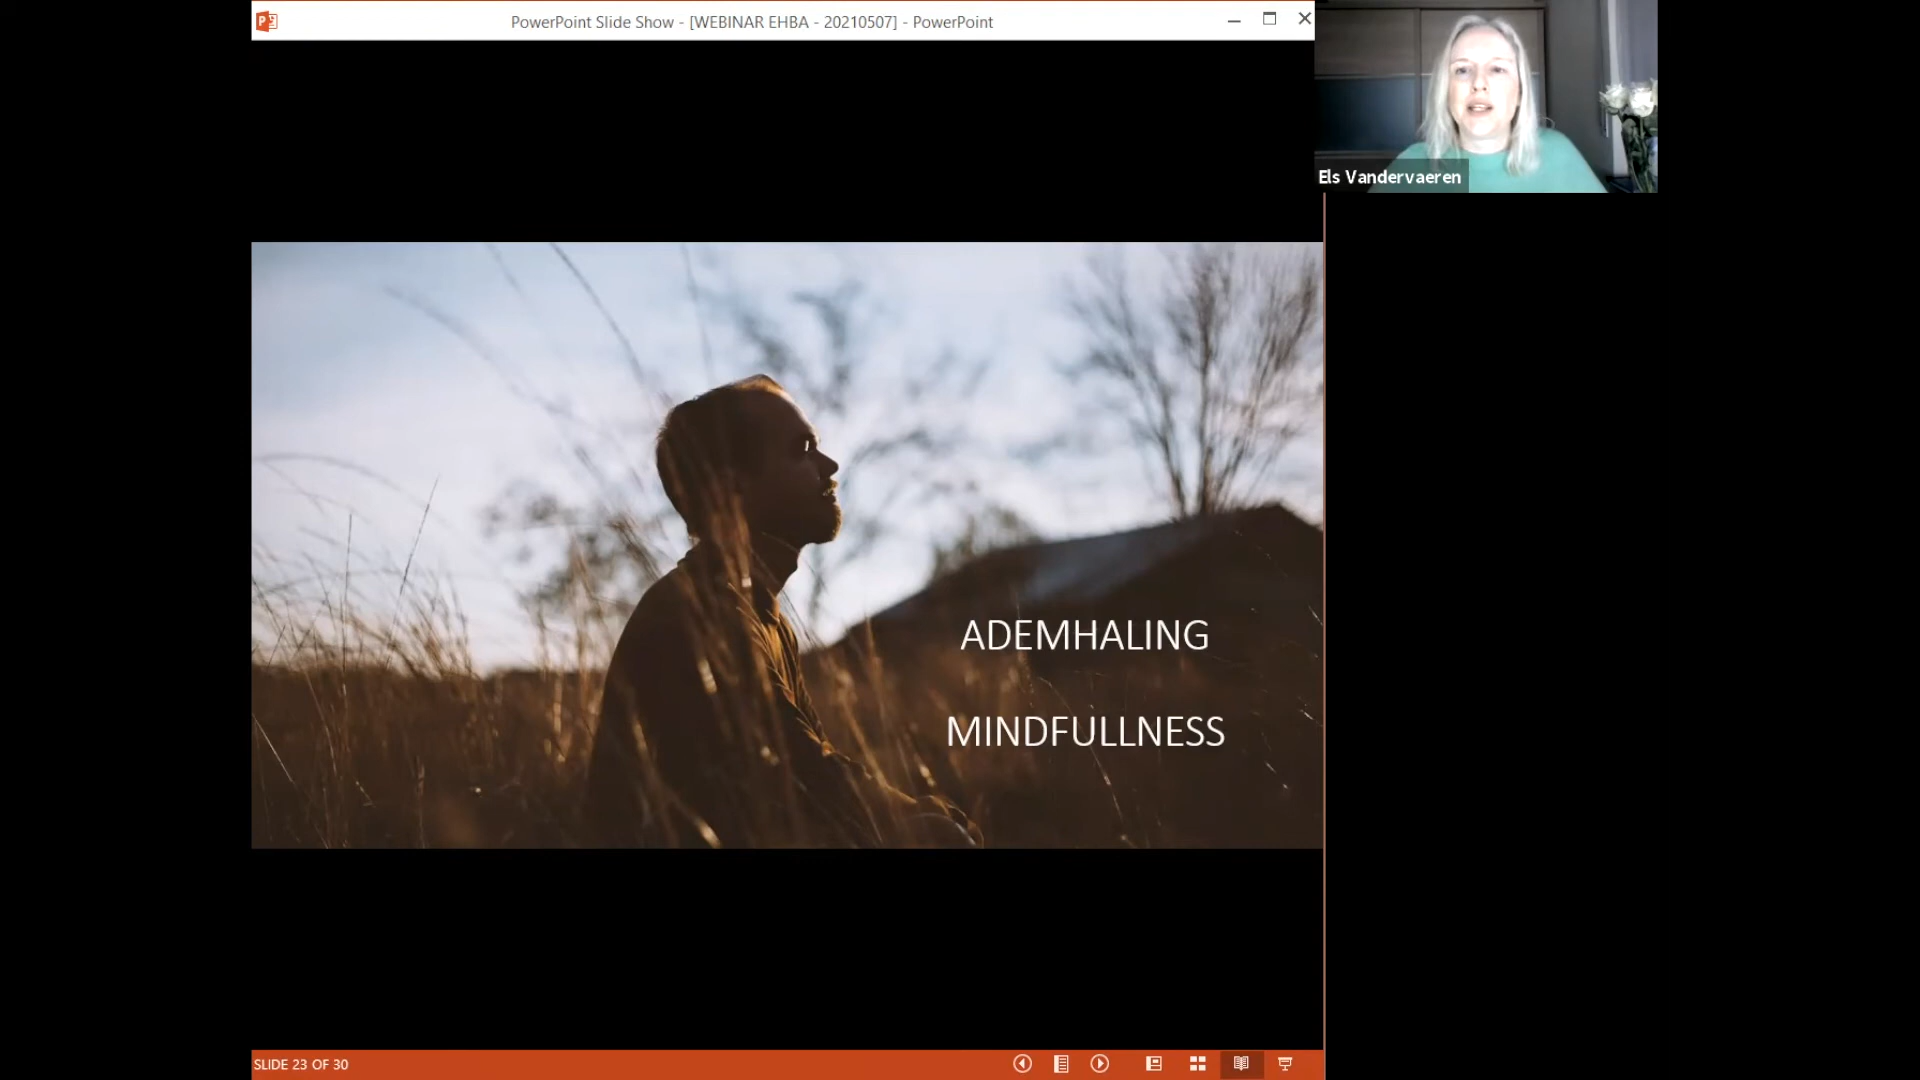 PowerPoint Slide Show - [WEBINAR EHBA - 20210507] - PowerPoint
Els Vandervaeren
ADEMHALING
MINDFULLNESS
SLIDE 23 OF 30